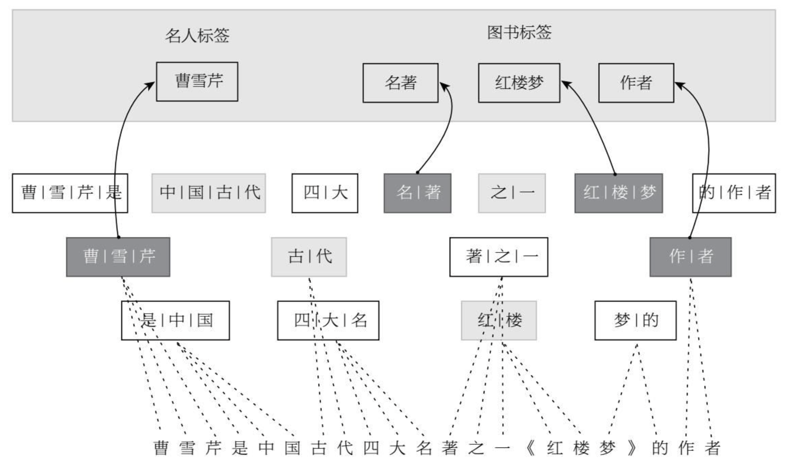 名人标签 图书标签
曹雪芹 名著 红楼梦 作者
曹|雪|芹|是 中|国|古|代 四|大 名|著 之|一 红|楼|梦 的|作|者
曹|雪|芹 古|代 著|之|一 作|者
是|中|国 四|大|名 红|楼 梦|的
曹雪芹是中国古代四大名著之一《红楼梦》的作者